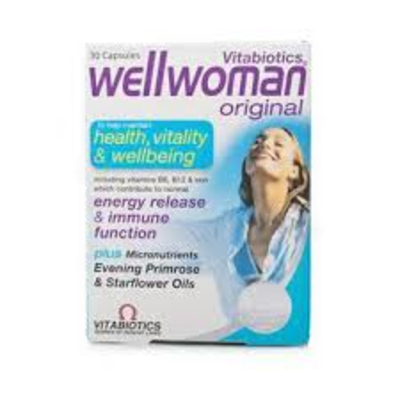 30 Capsules
Vitabiotics
wellwoman
original
to help maintain
health, vitality
& wellbeing
including vitamins B6, B12 & iron
which contribute to normal
energy release
& immune
function
plus Micronutrients
Evening Primrose
& Starflower Oils
VITABIOTICS